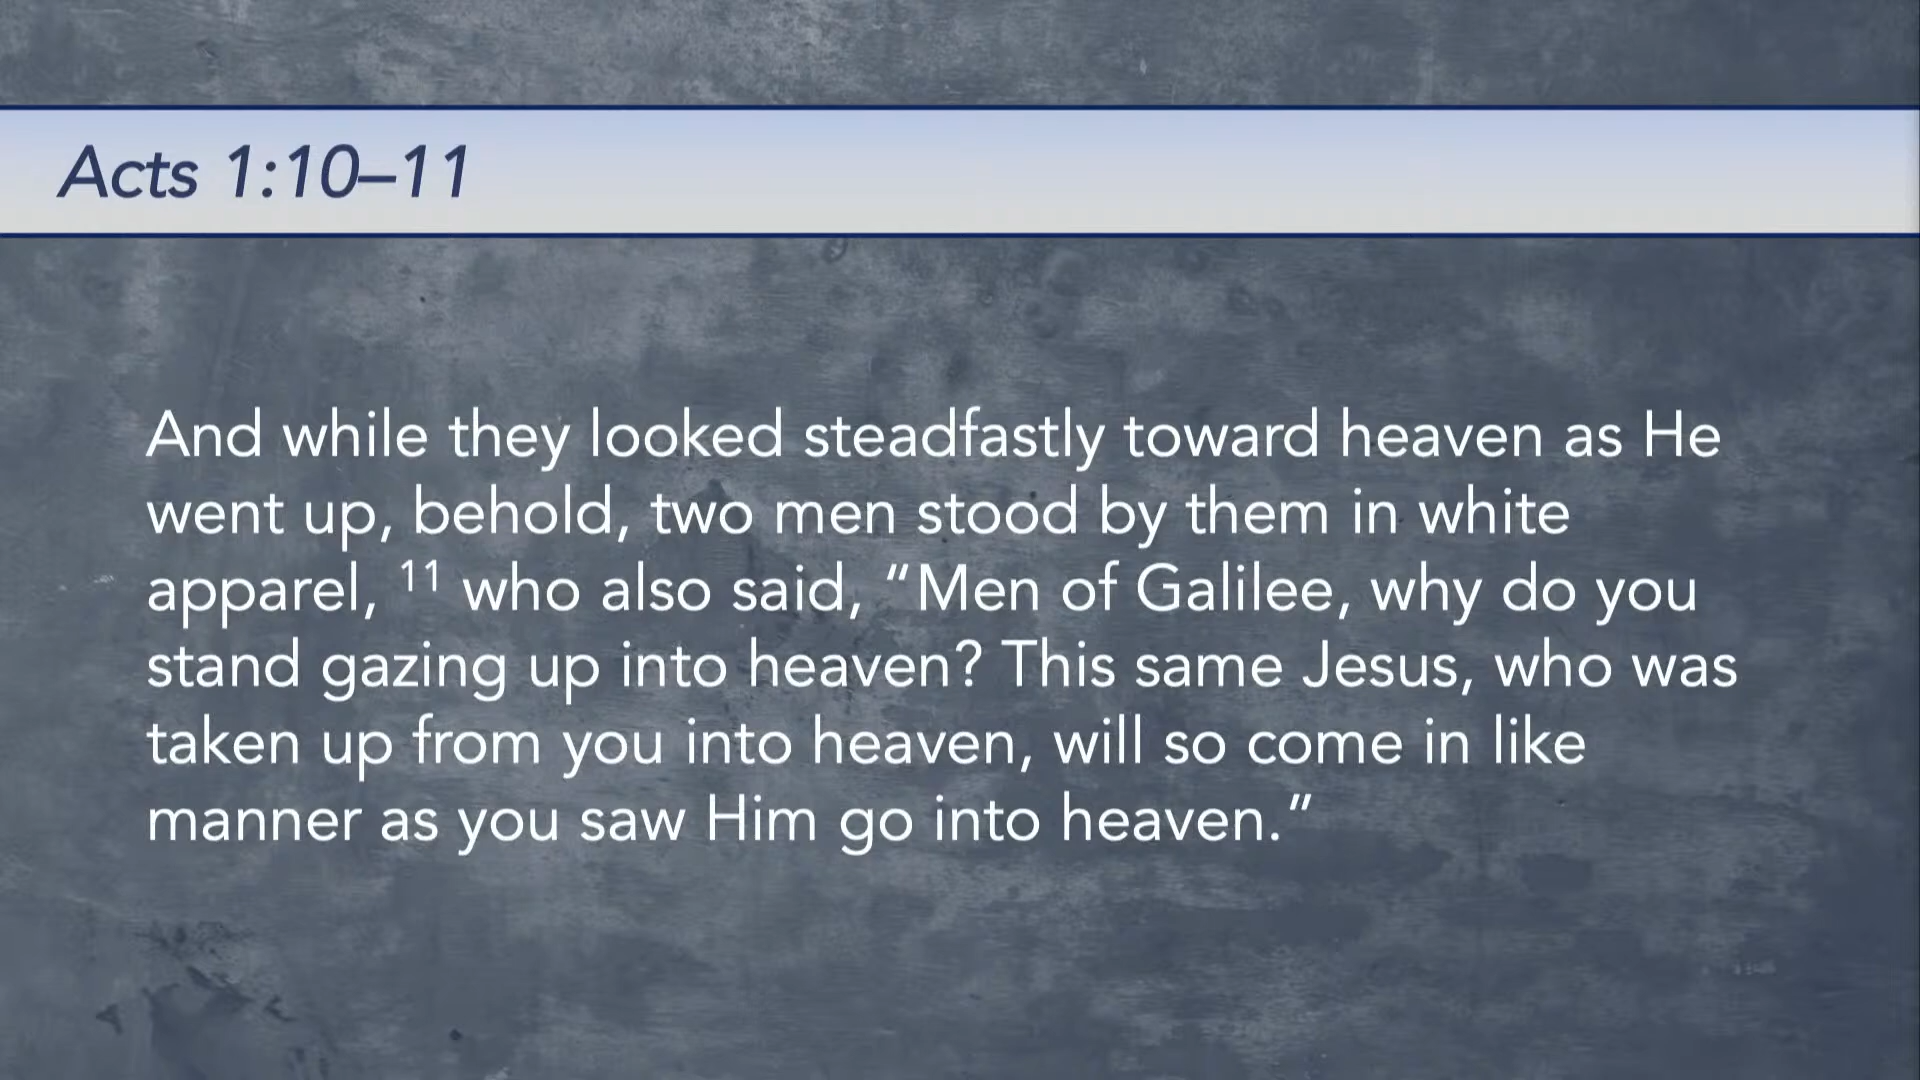 Acts 1:10–11
And while they looked steadfastly toward heaven as He
went up, behold, two men stood by them in white
apparel, ¹¹ who also said, “Men of Galilee, why do you
stand gazing up into heaven? This same Jesus, who was
taken up from you into heaven, will so come in like
manner as you saw Him go into heaven.”